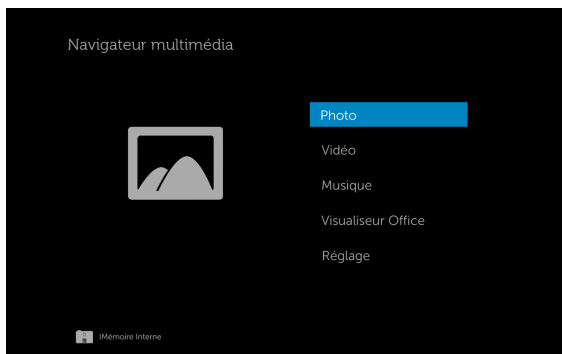 Navigateur multimédia
Photo
Vidéo
Musique
Visualiseur Office
Réglage
IMémoire Interne